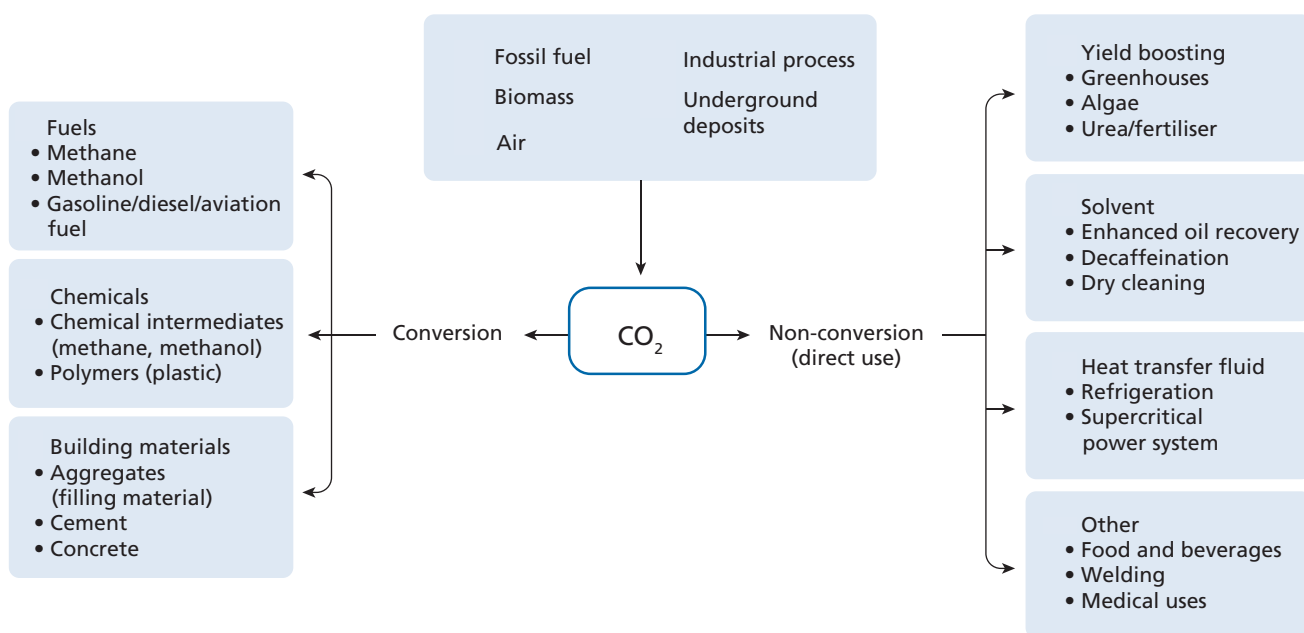 Fossil fuel
Biomass
Air
Industrial process
Underground
deposits
Fuels
• Methane
• Methanol
• Gasoline/diesel/aviation
fuel
Chemicals
• Chemical intermediates
(methane, methanol)
• Polymers (plastic)
Building materials
• Aggregates
(filling material)
• Cement
• Concrete
Conversion
CO₂
Non-conversion
(direct use)
Yield boosting
• Greenhouses
• Algae
• Urea/fertiliser
Solvent
• Enhanced oil recovery
• Decaffeination
• Dry cleaning
Heat transfer fluid
• Refrigeration
• Supercritical
power system
Other
• Food and beverages
• Welding
• Medical uses